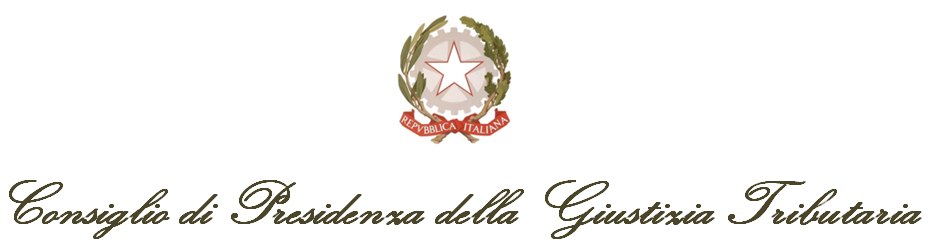 REPVBBLICA ITALIANA
Consiglio di Presidenza della Giustizia Tributaria